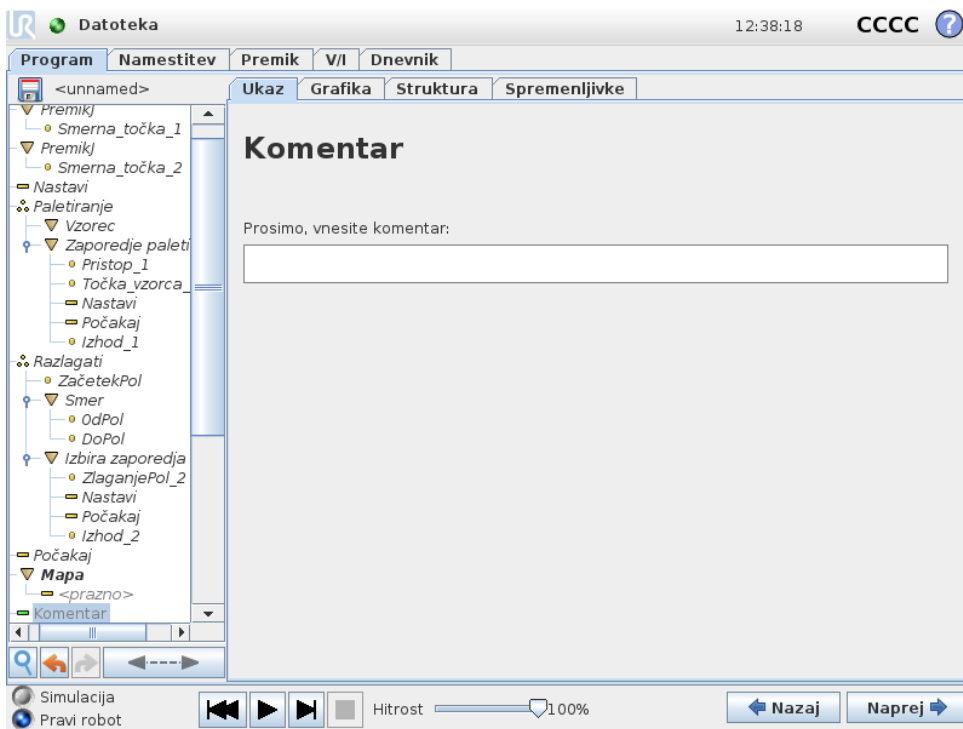 UR Datoteka 12:38:18 CCCC ?
Program Namestitev Premik V/I Dnevnik
<unnamed> Ukaz Grafika Struktura Spremenljivke
PremikJ
Smerna_točka_1
PremikJ
Smerna_točka_2
Nastavi
Paletiranje
Vzorec
Zaporedje paleti
Pristop_1
Točka_vzorca_
Nastavi
Počakaj
Izhod_1
Razlagati
ZačetekPol
Smer
OdPol
DoPol
Izbira zaporedja
ZlaganjePol_2
Nastavi
Počakaj
Izhod_2
Počakaj
Mapa
<prazno>
Komentar
Komentar
Prosimo, vnesite komentar:
Simulacija
Pravi robot
Hitrost 100%
Nazaj Naprej